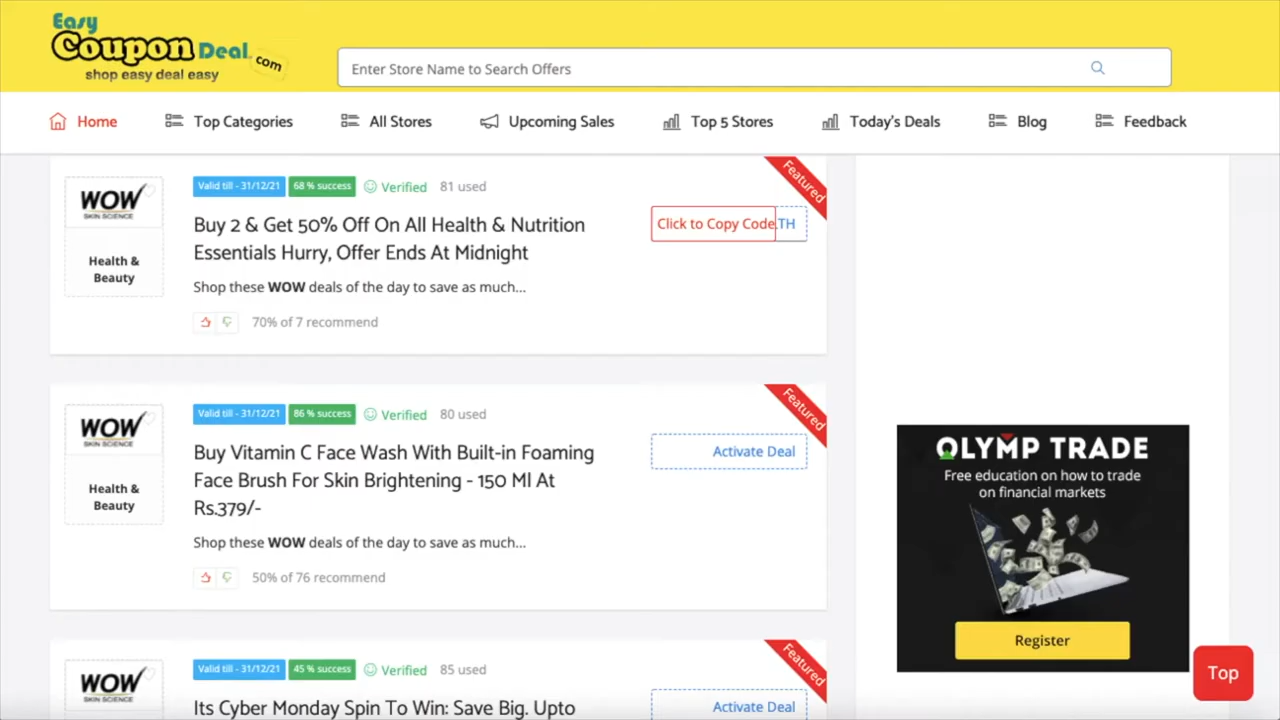 Easy
Coupon Deal.com
shop easy deal easy
Enter Store Name to Search Offers
Home
Top Categories
All Stores
Upcoming Sales
Top 5 Stores
Today's Deals
Blog
Feedback
WOW
SKIN SCIENCE
Health &
Beauty
Valid till - 31/12/21
68 % success
Verified
81 used
Buy 2 & Get 50% Off On All Health & Nutrition
Essentials Hurry, Offer Ends At Midnight
Shop these WOW deals of the day to save as much...
70% of 7 recommend
Featured
Click to Copy Code
TH
WOW
SKIN SCIENCE
Health &
Beauty
Valid till - 31/12/21
86 % success
Verified
80 used
Buy Vitamin C Face Wash With Built-in Foaming
Face Brush For Skin Brightening - 150 Ml At
Rs.379/-
Shop these WOW deals of the day to save as much...
50% of 76 recommend
Featured
Activate Deal
OLYMP TRADE
Free education on how to trade
on financial markets
Register
Top
WOW
SKIN SCIENCE
Valid till - 31/12/21
45 % success
Verified
85 used
Its Cyber Monday Spin To Win: Save Big. Upto
Featured
Activate Deal